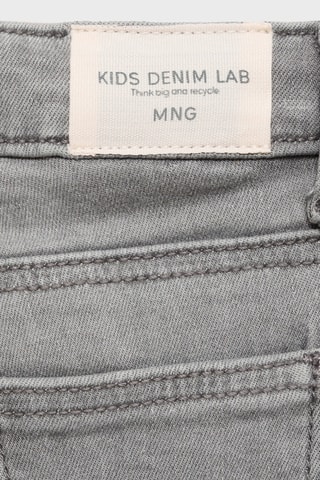 KIDS DENIM LAB
Think big and recycle
MNG